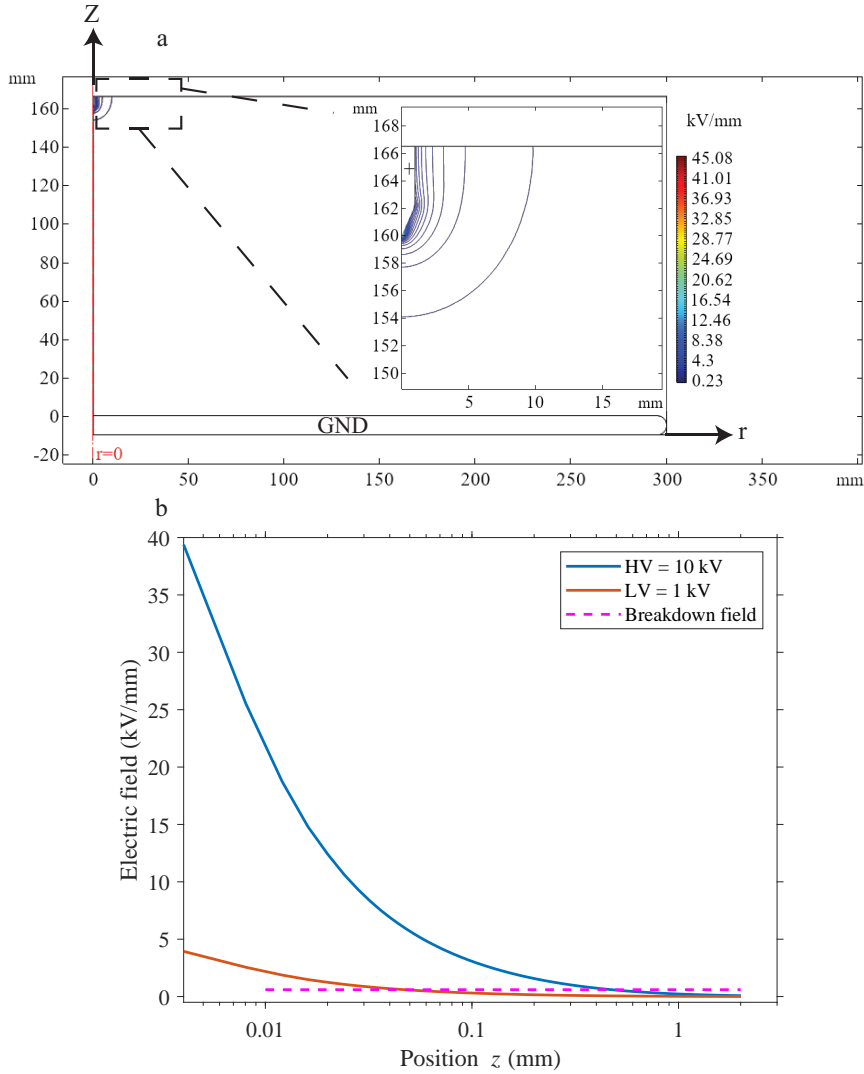 Z
a
mm
160
140
120
100
80
60
40
20
0
-20
mm
168
166
164
162
160
158
156
154
152
150
5 10 15 mm
kV/mm
45.08
41.01
36.93
32.85
28.77
24.69
20.62
16.54
12.46
8.38
4.3
0.23
GND
r
r=0
0 50 100 150 200 250 300 350 mm
b
40
35
30
25
20
15
10
5
0
Electric field (kV/mm)
HV = 10 kV
LV = 1 kV
Breakdown field
0.01 0.1 1
Position z (mm)